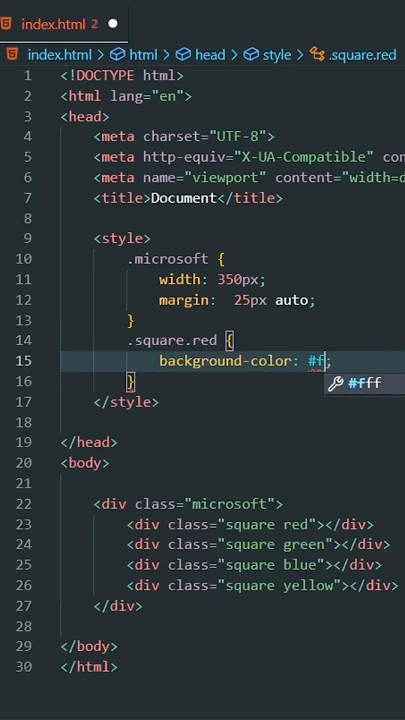 index.html 2
index.html > html > head > style > .square.red
1 <!DOCTYPE html>
2 <html lang="en">
3 <head>
4 <meta charset="UTF-8">
5 <meta http-equiv="X-UA-Compatible" con
6 <meta name="viewport" content="width=d
7 <title>Document</title>
8
9 <style>
10 .microsoft {
11 width: 350px;
12 margin:  25px auto;
13 }
14 .square.red {
15 background-color: #f;
16 }
#fff
17 </style>
18
19 </head>
20 <body>
21
22 <div class="microsoft">
23 <div class="square red"></div>
24 <div class="square green"></div>
25 <div class="square blue"></div>
26 <div class="square yellow"></div>
27 </div>
28
29 </body>
30 </html>